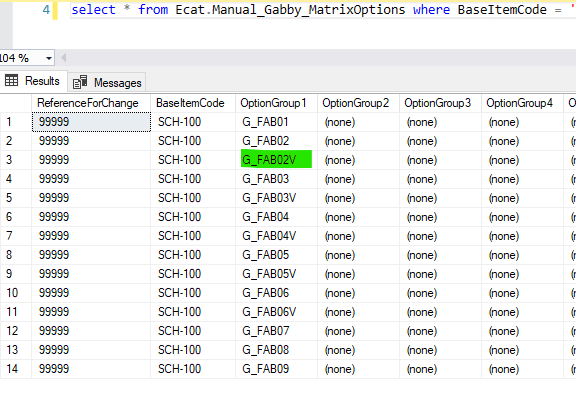 4 select * from Ecat.Manual_Gabby_MatrixOptions where BaseItemCode = '
104 %
Results Messages
ReferenceForChange BaseItemCode OptionGroup1 OptionGroup2 OptionGroup3 OptionGroup4 O
1 99999 SCH-100 G_FAB01 (none) (none) (none) (n
2 99999 SCH-100 G_FAB02 (none) (none) (none) (n
3 99999 SCH-100 G_FAB02V (none) (none) (none) (n
4 99999 SCH-100 G_FAB03 (none) (none) (none) (n
5 99999 SCH-100 G_FAB03V (none) (none) (none) (n
6 99999 SCH-100 G_FAB04 (none) (none) (none) (n
7 99999 SCH-100 G_FAB04V (none) (none) (none) (n
8 99999 SCH-100 G_FAB05 (none) (none) (none) (n
9 99999 SCH-100 G_FAB05V (none) (none) (none) (n
10 99999 SCH-100 G_FAB06 (none) (none) (none) (n
11 99999 SCH-100 G_FAB06V (none) (none) (none) (n
12 99999 SCH-100 G_FAB07 (none) (none) (none) (n
13 99999 SCH-100 G_FAB08 (none) (none) (none) (n
14 99999 SCH-100 G_FAB09 (none) (none) (none) (n